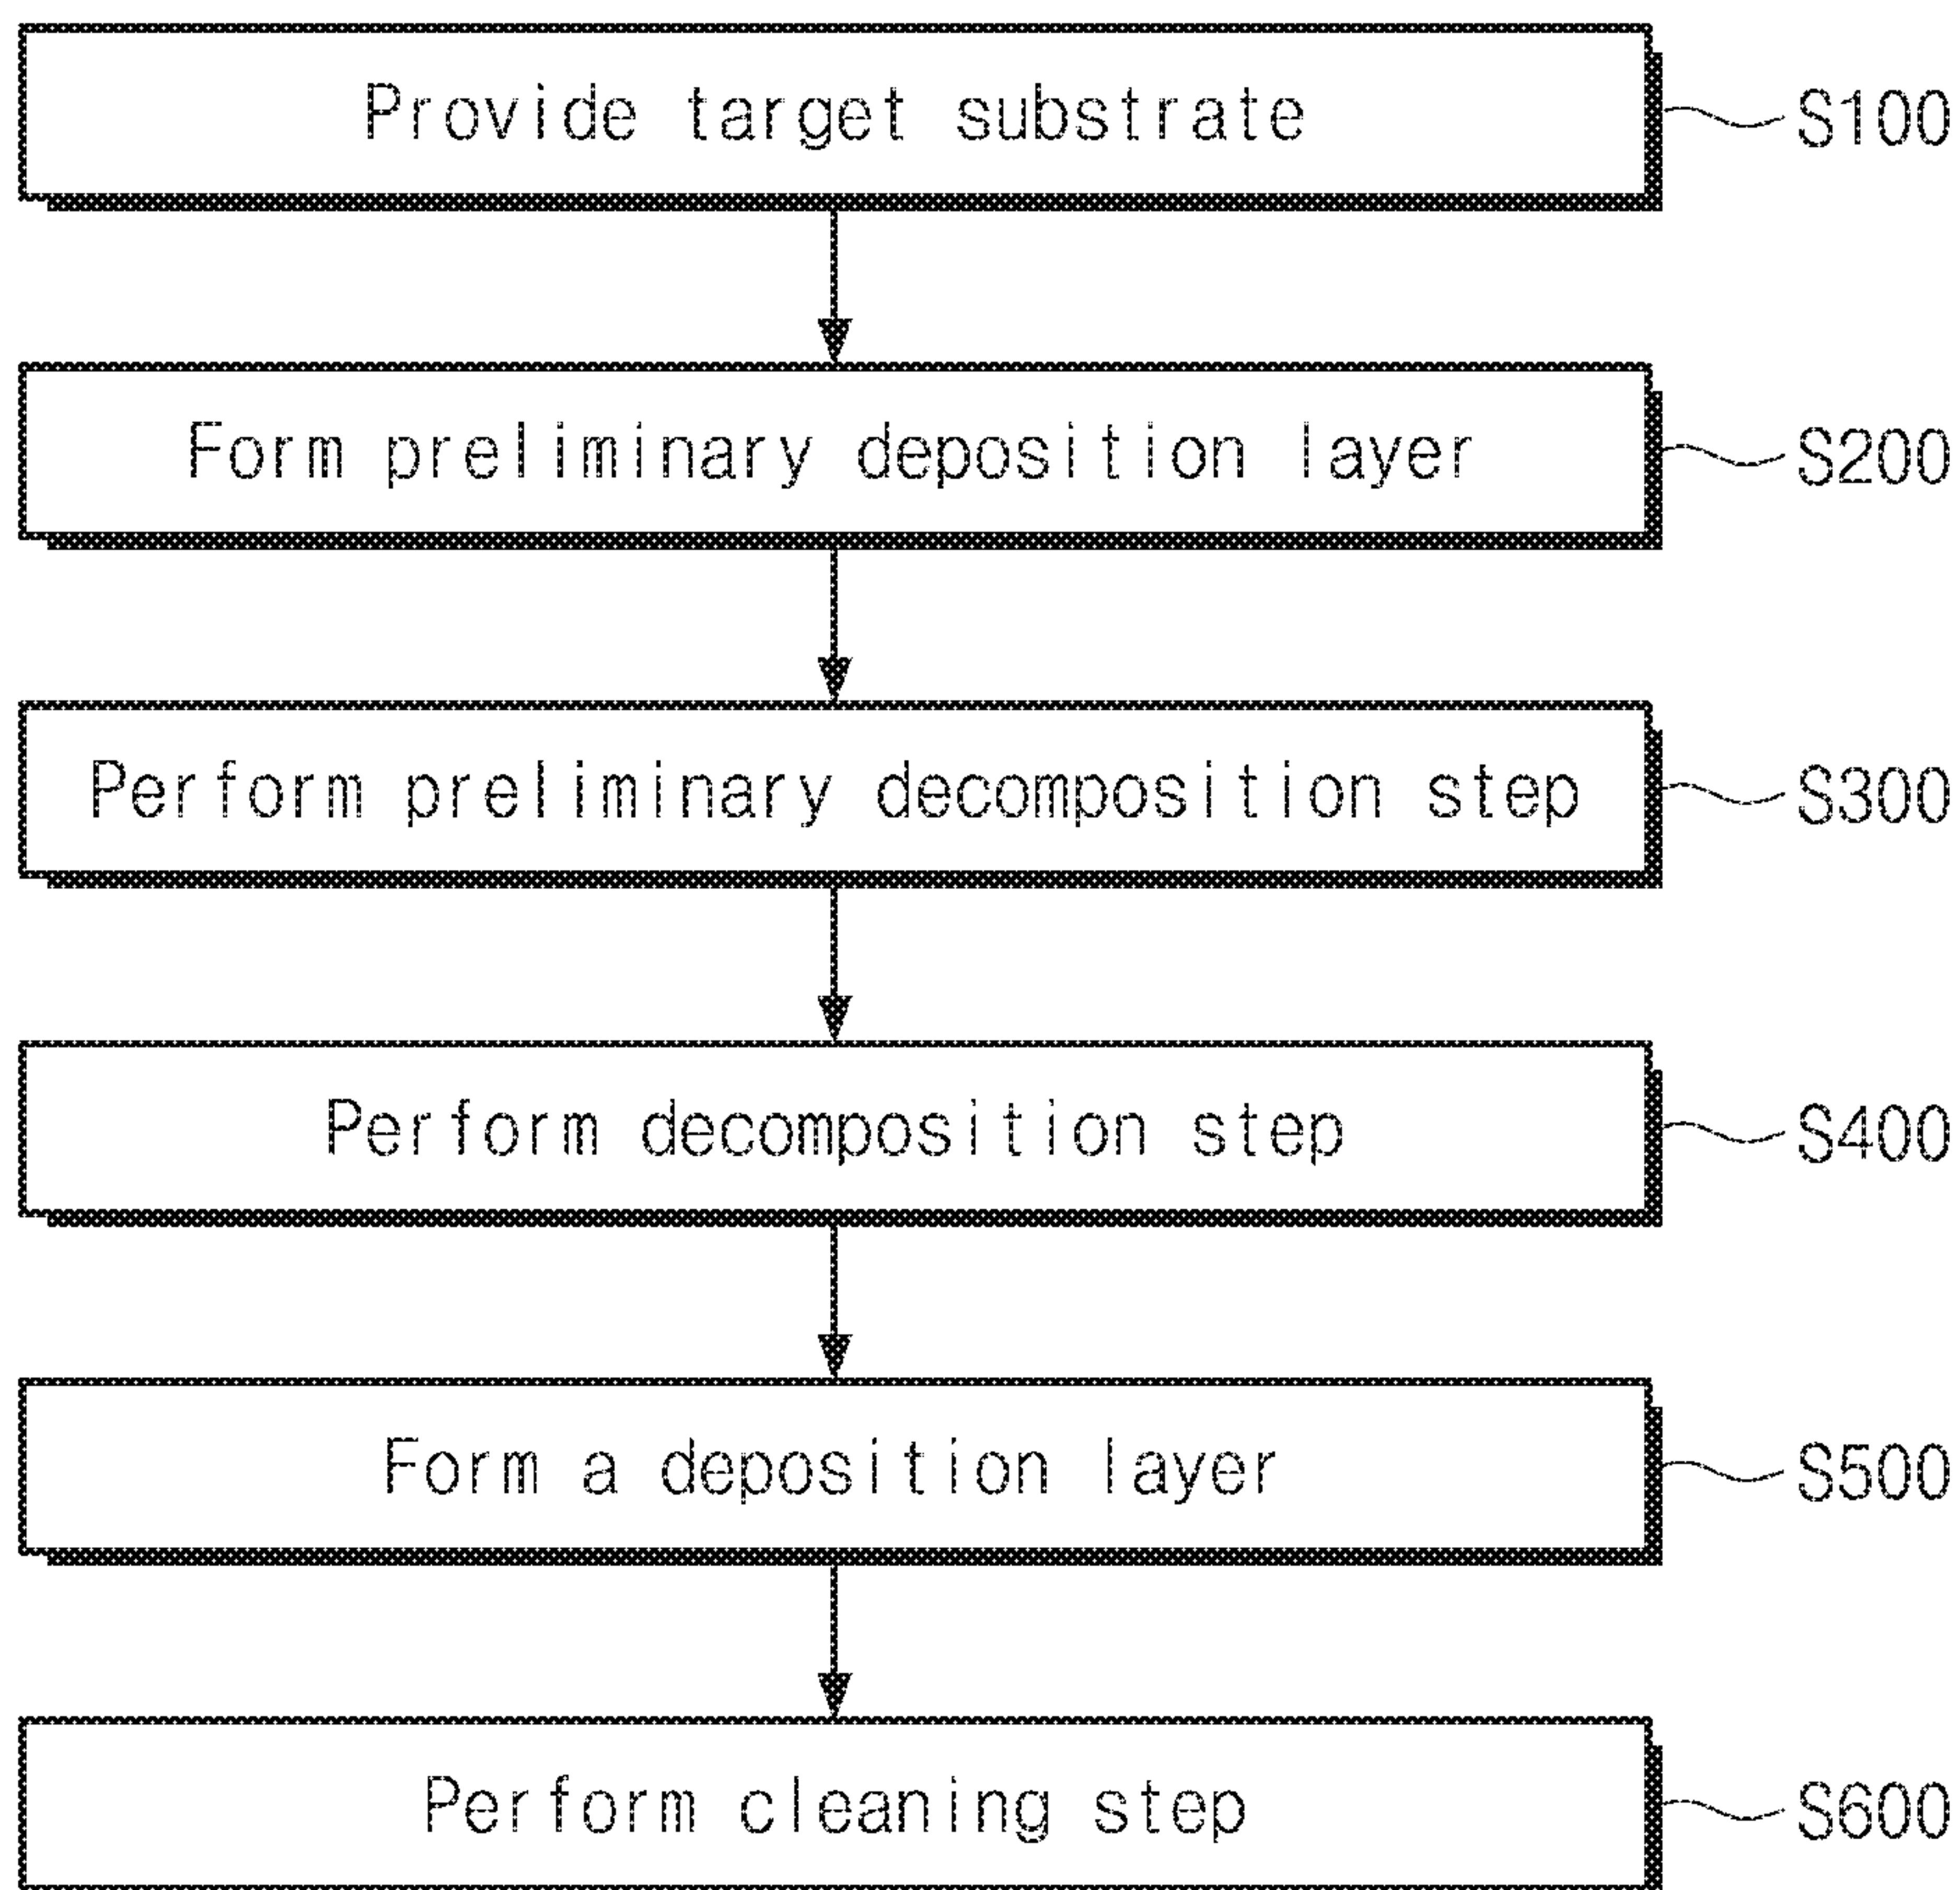 Provide target substrate S100
Form preliminary deposition layer S200
Perform preliminary decomposition step S300
Perform decomposition step S400
Form a deposition layer S500
Perform cleaning step S600